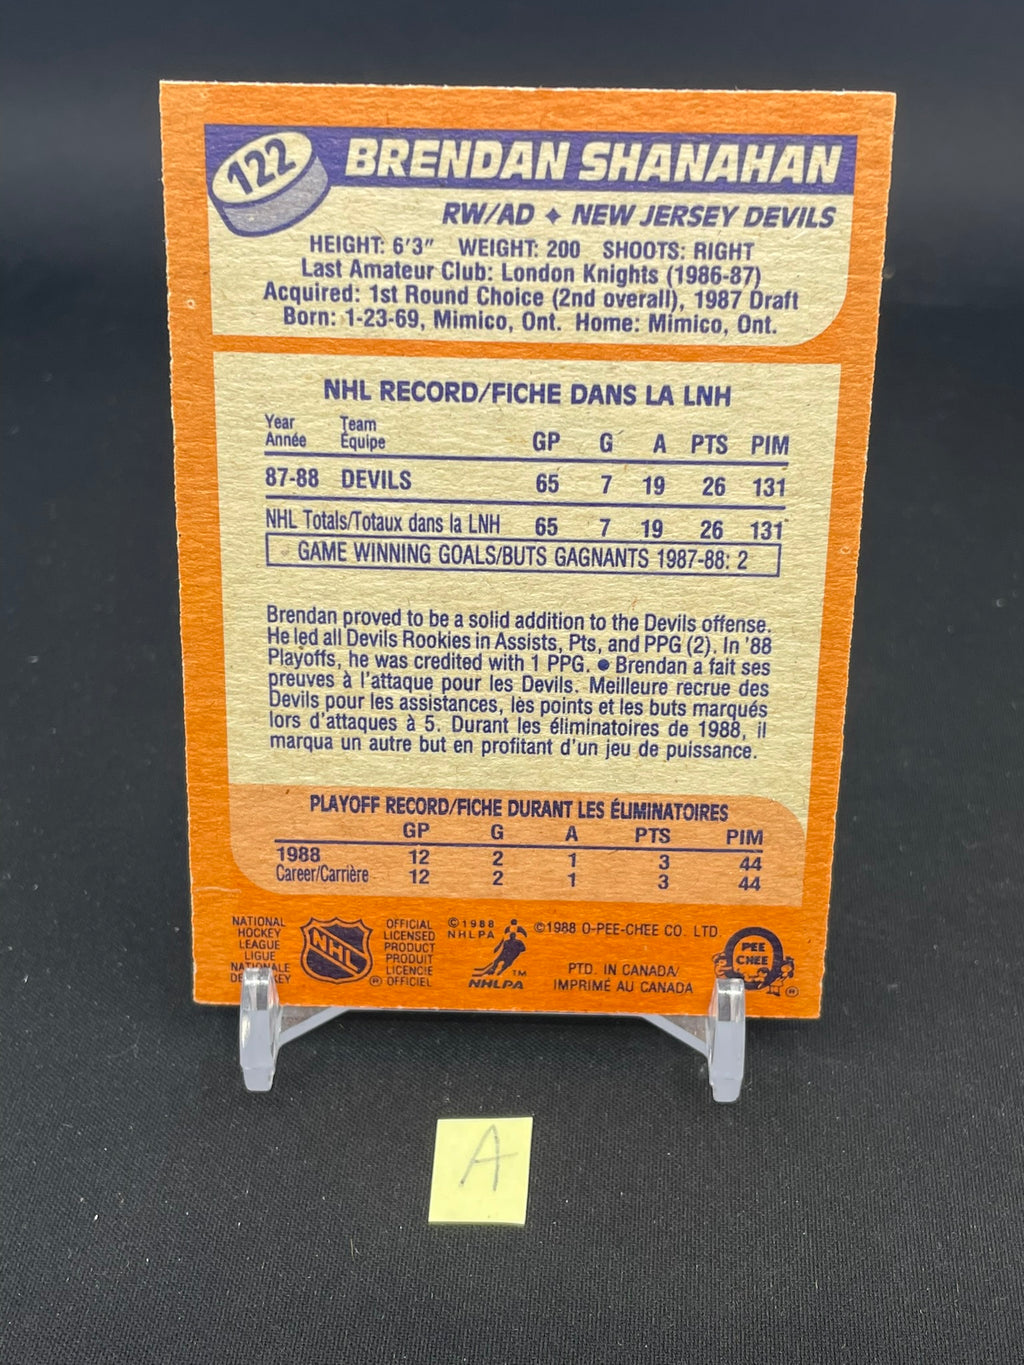 122
BRENDAN SHANAHAN
RW/AD ✦ NEW JERSEY DEVILS
HEIGHT: 6'3" WEIGHT: 200 SHOOTS: RIGHT
Last Amateur Club: London Knights (1986-87)
Acquired: 1st Round Choice (2nd overall), 1987 Draft
Born: 1-23-69, Mimico, Ont. Home: Mimico, Ont.
NHL RECORD/FICHE DANS LA LNH
Year Team
Année Équipe GP G A PTS PIM
87-88 DEVILS 65 7 19 26 131
NHL Totals/Totaux dans la LNH 65 7 19 26 131
GAME WINNING GOALS/BUTS GAGNANTS 1987-88: 2
Brendan proved to be a solid addition to the Devils offense.
He led all Devils Rookies in Assists, Pts, and PPG (2). In '88
Playoffs, he was credited with 1 PPG. ● Brendan a fait ses
preuves à l'attaque pour les Devils. Meilleure recrue des
Devils pour les assistances, les points et les buts marqués
lors d'attaques à 5. Durant les éliminatoires de 1988, il
marqua un autre but en profitant d'un jeu de puissance.
PLAYOFF RECORD/FICHE DURANT LES ÉLIMINATOIRES
GP G A PTS PIM
1988 12 2 1 3 44
Career/Carrière 12 2 1 3 44
NATIONAL
HOCKEY
LEAGUE
LIGUE
NATIONALE
DE HOCKEY
NHL
®
OFFICIAL
LICENSED
PRODUCT
PRODUIT
LICENCIE
OFFICIEL
©1988
NHLPA
TM
NHLPA
©1988 O-PEE-CHEE CO. LTD.
PTD. IN CANADA/
IMPRIMÉ AU CANADA
PEE
CHEE
®
A